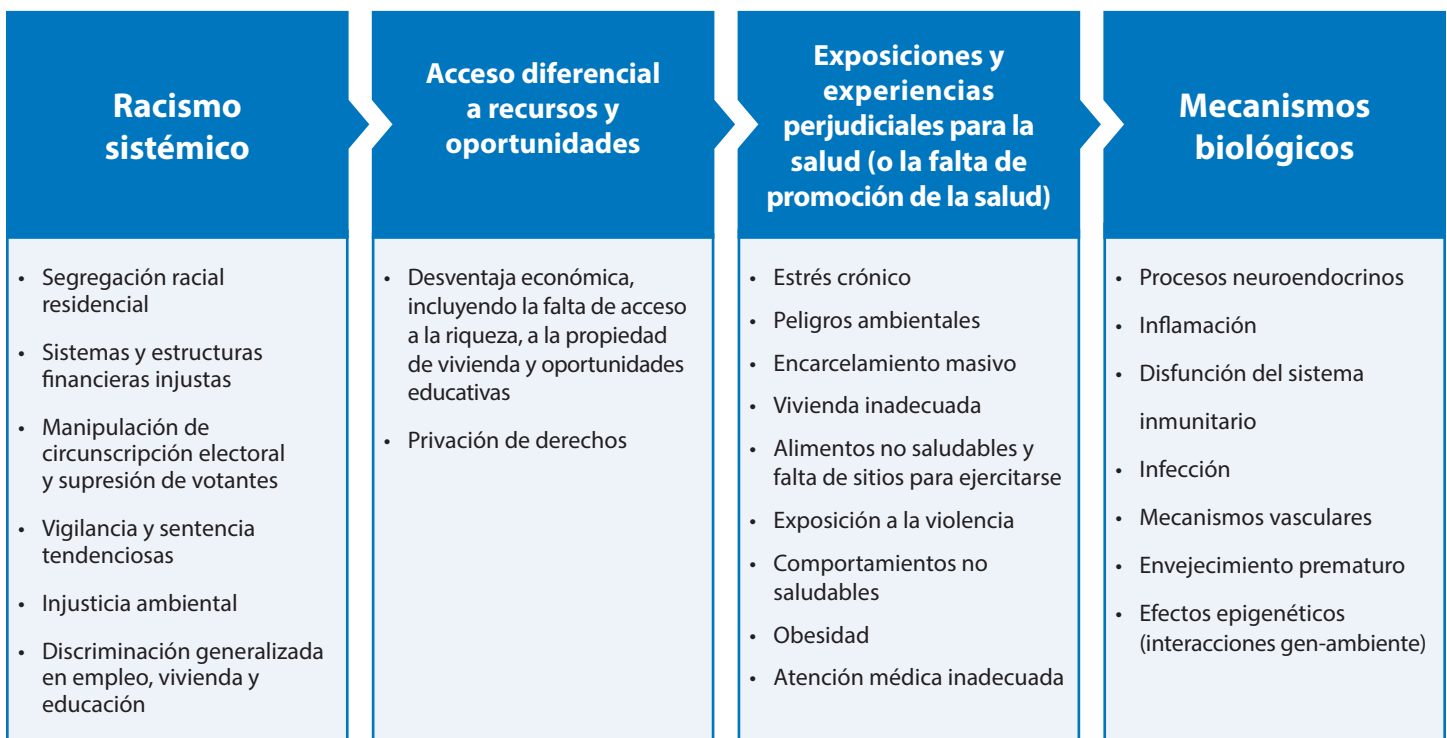 Racismo
sistémico
• Segregación racial
residencial
• Sistemas y estructuras
financieras injustas
• Manipulación de
circunscripción electoral
y supresión de votantes
• Vigilancia y sentencia
tendenciosas
• Injusticia ambiental
• Discriminación generalizada
en empleo, vivienda y
educación
Acceso diferencial
a recursos y
oportunidades
• Desventaja económica,
incluyendo la falta de acceso
a la riqueza, a la propiedad
de vivienda y oportunidades
educativas
• Privación de derechos
Exposiciones y
experiencias
perjudiciales para la
salud (o la falta de
promoción de la salud)
• Estrés crónico
• Peligros ambientales
• Encarcelamiento masivo
• Vivienda inadecuada
• Alimentos no saludables y
falta de sitios para ejercitarse
• Exposición a la violencia
• Comportamientos no
saludables
• Obesidad
• Atención médica inadecuada
Mecanismos
biológicos
• Procesos neuroendocrinos
• Inflamación
• Disfunción del sistema
inmunitario
• Infección
• Mecanismos vasculares
• Envejecimiento prematuro
• Efectos epigenéticos
(interacciones gen-ambiente)